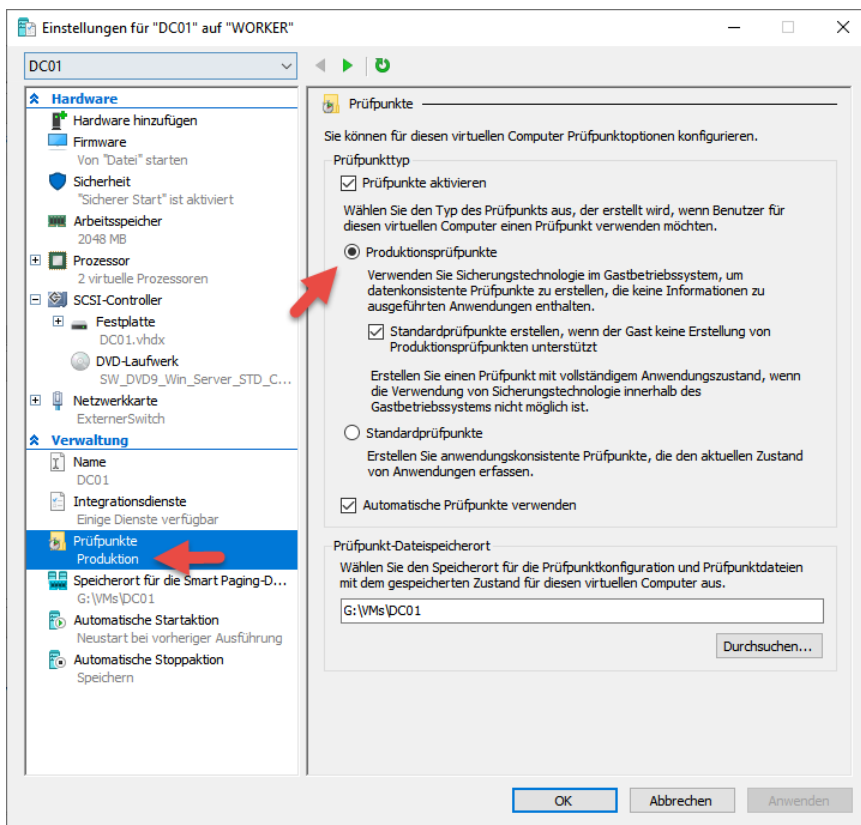 Einstellungen für "DC01" auf "WORKER"
DC01
Hardware
Hardware hinzufügen
Firmware
Von "Datei" starten
Sicherheit
"Sicherer Start" ist aktiviert
Arbeitsspeicher
2048 MB
Prozessor
2 virtuelle Prozessoren
SCSI-Controller
Festplatte
DC01.vhdx
DVD-Laufwerk
SW_DVD9_Win_Server_STD_C...
Netzwerkkarte
ExternerSwitch
Verwaltung
Name
DC01
Integrationsdienste
Einige Dienste verfügbar
Prüfpunkte
Produktion
Speicherort für die Smart Paging-D...
G:\VMs\DC01
Automatische Startaktion
Neustart bei vorheriger Ausführung
Automatische Stoppaktion
Speichern
Prüfpunkte
Sie können für diesen virtuellen Computer Prüfpunktoptionen konfigurieren.
Prüfpunkttyp
Prüfpunkte aktivieren
Wählen Sie den Typ des Prüfpunkts aus, der erstellt wird, wenn Benutzer für
diesen virtuellen Computer einen Prüfpunkt verwenden möchten.
Produktionsprüfpunkte
Verwenden Sie Sicherungstechnologie im Gastbetriebssystem, um
datenkonsistente Prüfpunkte zu erstellen, die keine Informationen zu
ausgeführten Anwendungen enthalten.
Standardprüfpunkte erstellen, wenn der Gast keine Erstellung von
Produktionsprüfpunkten unterstützt
Erstellen Sie einen Prüfpunkt mit vollständigem Anwendungszustand, wenn
die Verwendung von Sicherungstechnologie innerhalb des
Gastbetriebssystems nicht möglich ist.
Standardprüfpunkte
Erstellen Sie anwendungskonsistente Prüfpunkte, die den aktuellen Zustand
von Anwendungen erfassen.
Automatische Prüfpunkte verwenden
Prüfpunkt-Dateispeicherort
Wählen Sie den Speicherort für die Prüfpunktkonfiguration und Prüfpunktdateien
mit dem gespeicherten Zustand für diesen virtuellen Computer aus.
G:\VMs\DC01
Durchsuchen...
OK
Abbrechen
Anwenden